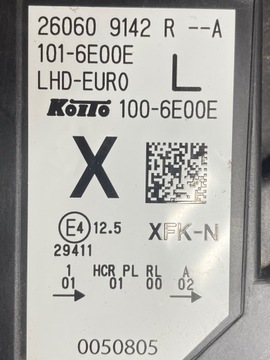 26060 9142 R --A
101-6E00E
LHD-EURO L
KOITO 100-6E00E
X
E4 12.5 XFK-N
29411
1 HCR PL RL A
01 01 00 02
0050805